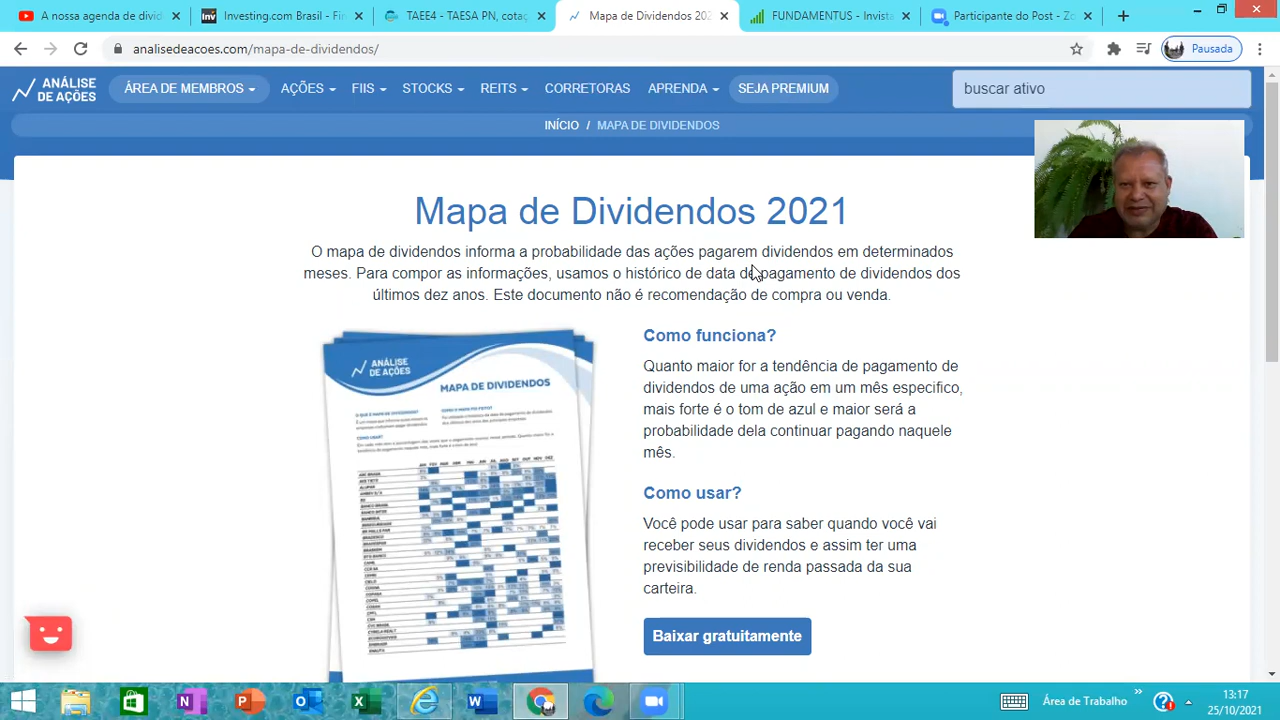 A nossa agenda de divid
Investing.com Brasil - Fin
TAEE4 - TAESA PN, cotaç
Mapa de Dividendos 202
FUNDAMENTUS - Invista
Participante do Post - Zo
analisedeacoes.com/mapa-de-dividendos/
Pausada
ANÁLISE
DE AÇÕES
ÁREA DE MEMBROS
AÇÕES
FIIS
STOCKS
REITS
CORRETORAS
APRENDA
SEJA PREMIUM
buscar ativo
INÍCIO / MAPA DE DIVIDENDOS
Mapa de Dividendos 2021
O mapa de dividendos informa a probabilidade das ações pagarem dividendos em determinados
meses. Para compor as informações, usamos o histórico de data de pagamento de dividendos dos
últimos dez anos. Este documento não é recomendação de compra ou venda.
ANÁLISE
DE AÇÕES
MAPA DE DIVIDENDOS
Como funciona?
Quanto maior for a tendência de pagamento de
dividendos de uma ação em um mês especifico,
mais forte é o tom de azul e maior será a
probabilidade dela continuar pagando naquele
mês.
Como usar?
Você pode usar para saber quando você vai
receber seus dividendos e assim ter uma
previsibilidade de renda passada da sua
carteira.
Baixar gratuitamente
Área de Trabalho
13:17
25/10/2021